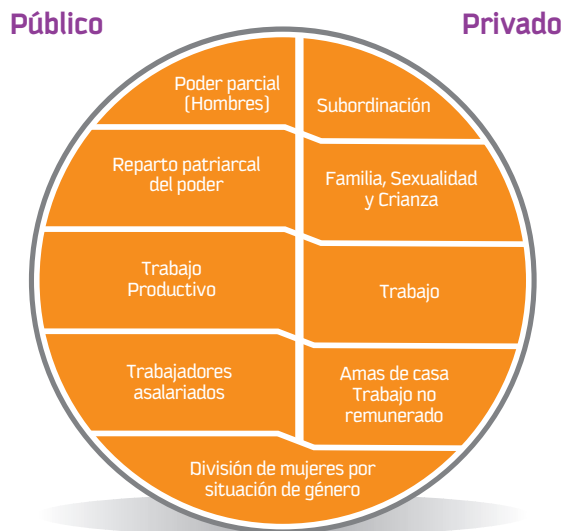 Público
Privado
Poder parcial
(Hombres)
Subordinación
Reparto patriarcal
del poder
Familia, Sexualidad
y Crianza
Trabajo
Productivo
Trabajo
Trabajadores
asalariados
Amas de casa
Trabajo no
remunerado
División de mujeres por
situación de género